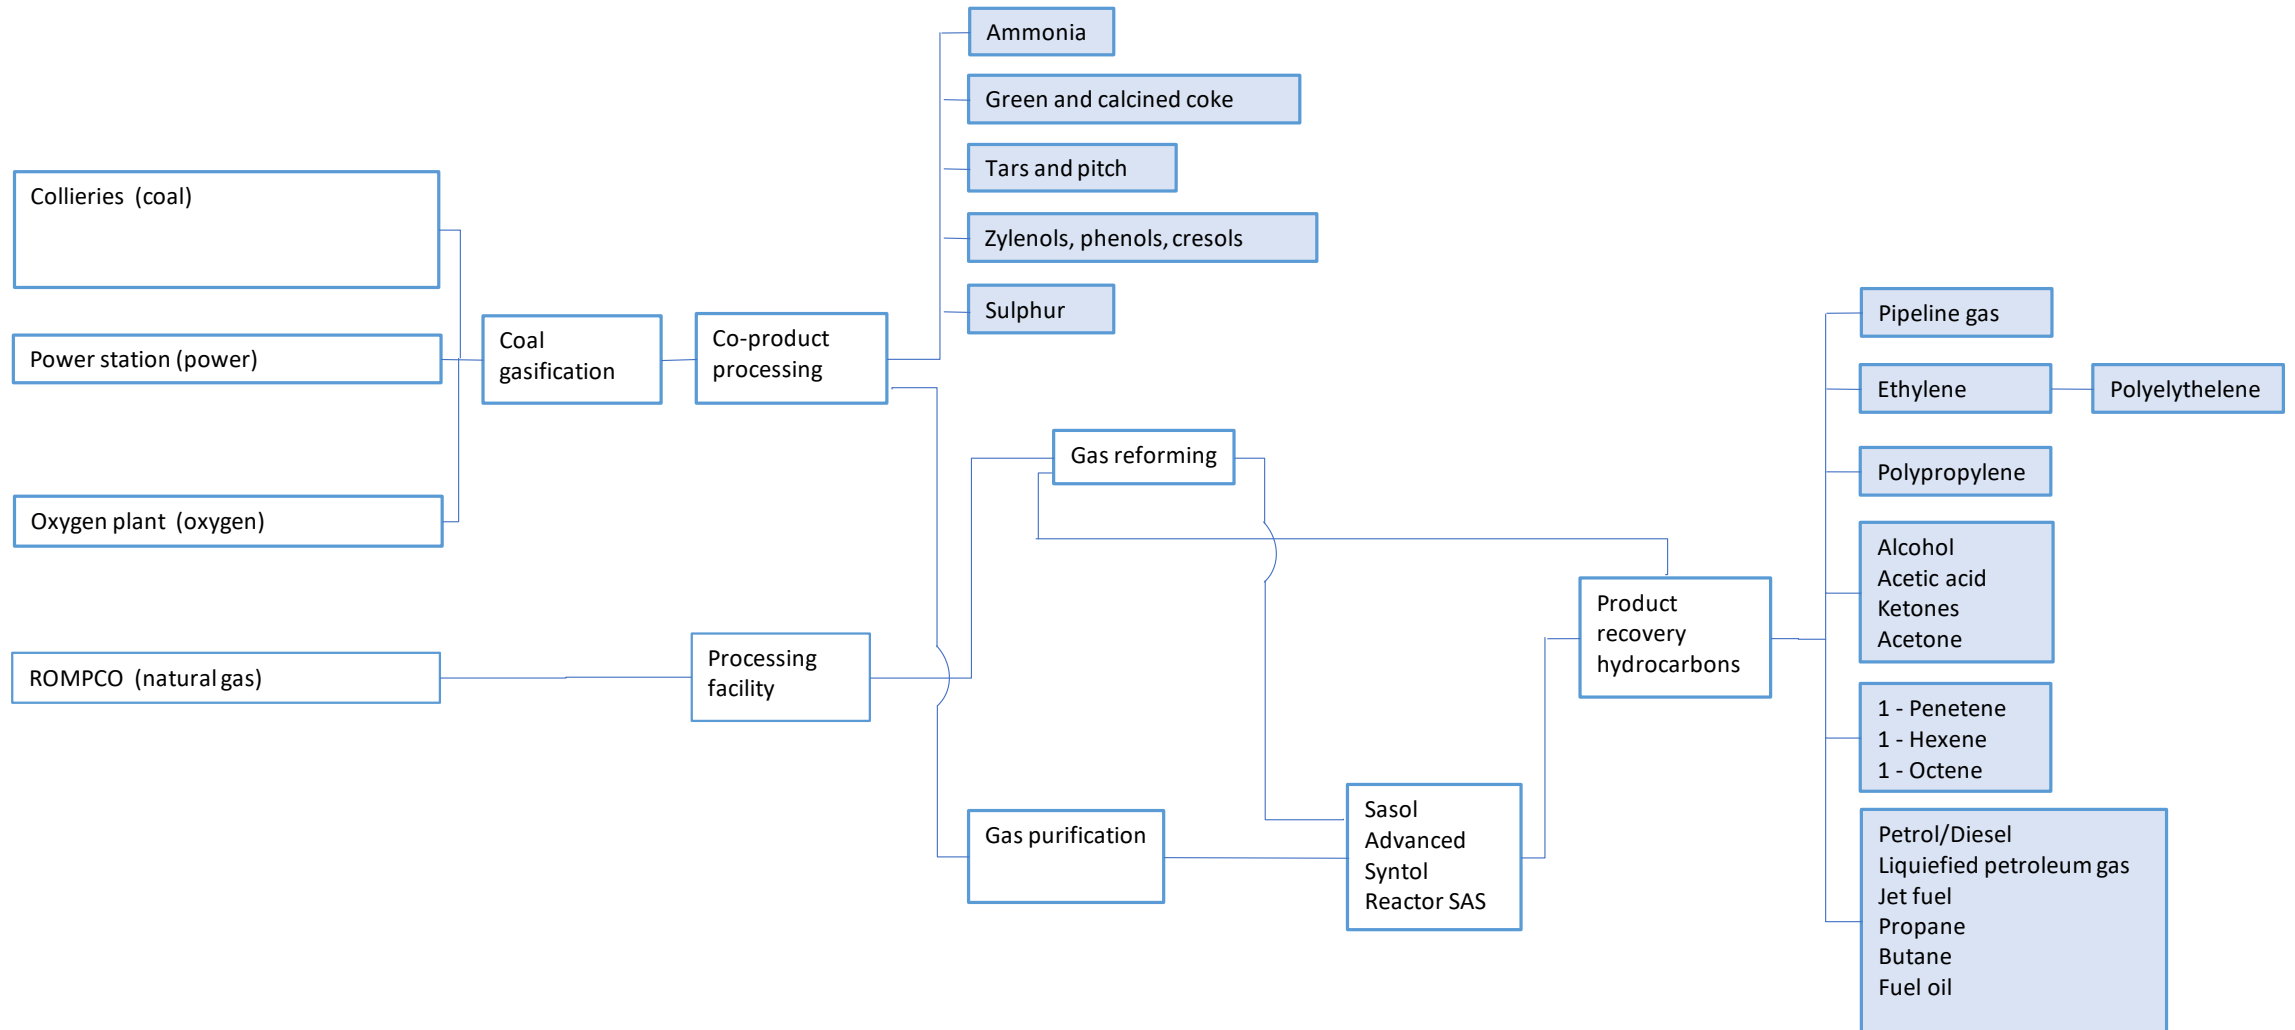 Ammonia
Green and calcined coke
Tars and pitch
Zylenols, phenols, cresols
Sulphur
Collieries (coal)
Power station (power)
Oxygen plant (oxygen)
ROMPCO (natural gas)
Coal
gasification
Co-product
processing
Processing
facility
Gas reforming
Gas purification
Sasol
Advanced
Syntol
Reactor SAS
Product
recovery
hydrocarbons
Pipeline gas
Ethylene
Polyelythelene
Polypropylene
Alcohol
Acetic acid
Ketones
Acetone
1 - Penetene
1 - Hexene
1 - Octene
Petrol/Diesel
Liquiefied petroleum gas
Jet fuel
Propane
Butane
Fuel oil